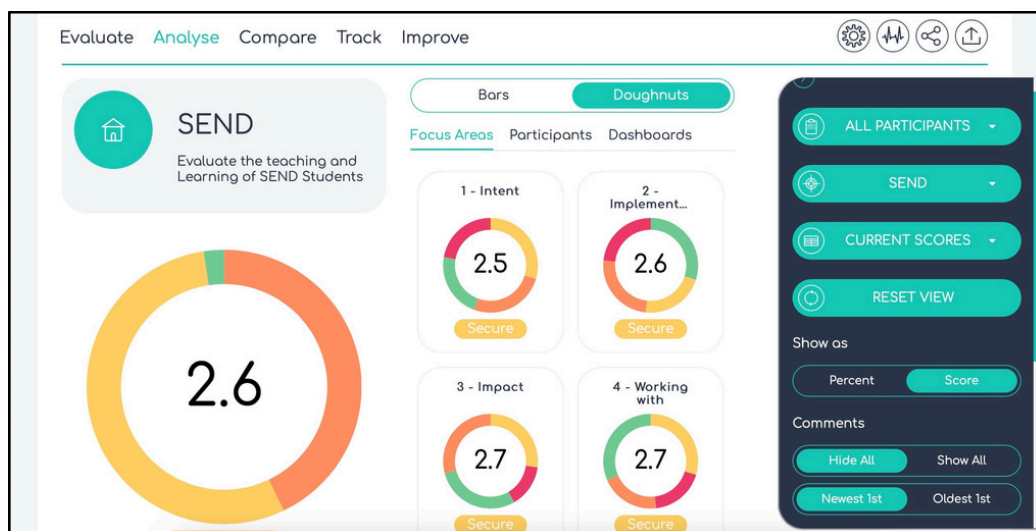 Evaluate Analyse Compare Track Improve
SEND
Evaluate the teaching and
Learning of SEND Students
2.6
Bars Doughnuts
Focus Areas Participants Dashboards
1 - Intent
2.5
Secure
2 -
Implement...
2.6
Secure
3 - Impact
2.7
Secure
4 - Working
with
2.7
Secure
ALL PARTICIPANTS
SEND
CURRENT SCORES
RESET VIEW
Show as
Percent Score
Comments
Hide All Show All
Newest 1st Oldest 1st